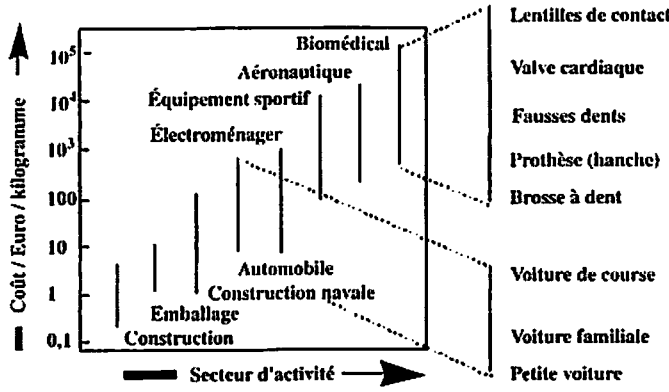 Coût / Euro / kilogramme
10⁵
10⁴
10³
100
10
1
0,1
Biomédical
Aéronautique
Équipement sportif
Électroménager
Automobile
Construction navale
Emballage
Construction
Secteur d'activité
Lentilles de contact
Valve cardiaque
Fausses dents
Prothèse (hanche)
Brosse à dent
Voiture de course
Voiture familiale
Petite voiture